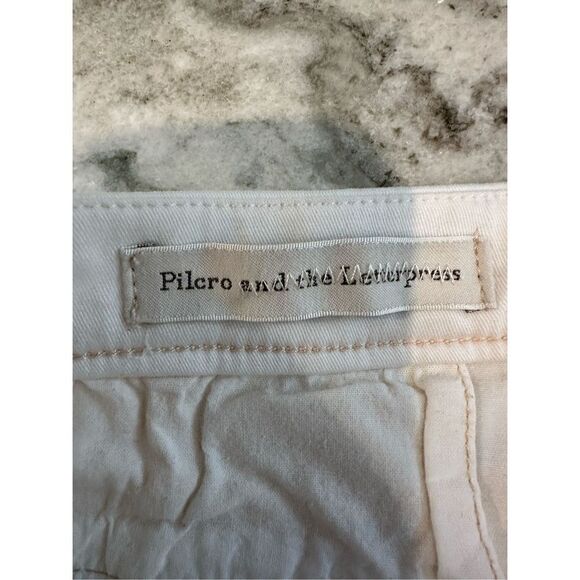 Pilcro and the Letterpress